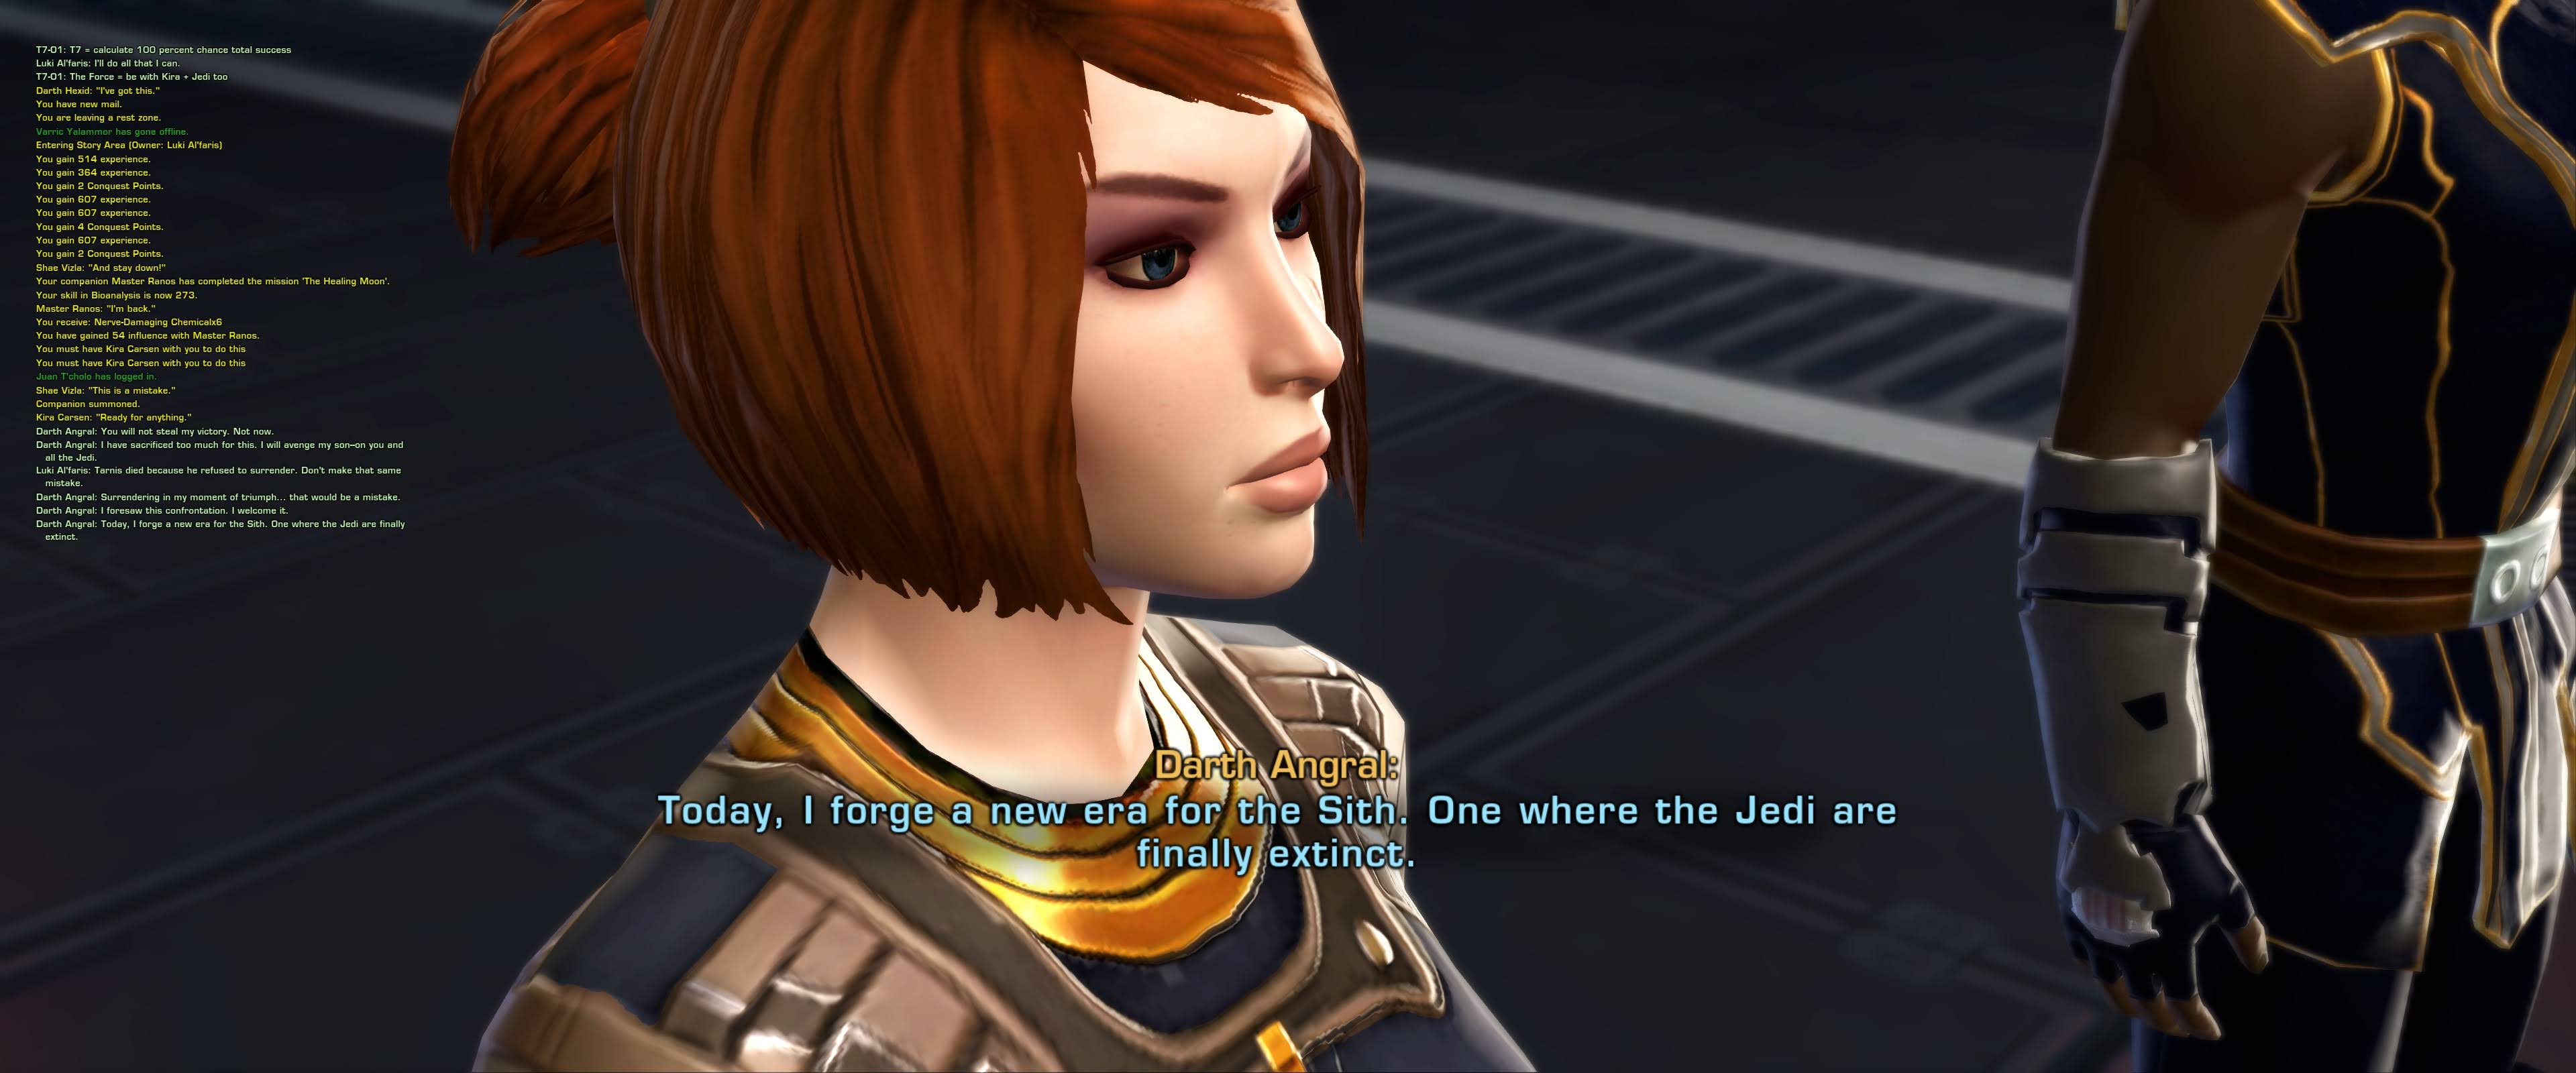 T7-01: T7 = calculate 100 percent chance total success
Luki Al'faris: I'll do all that I can.
T7-01: The Force = be with Kira + Jedi too
Darth Hexid: "I've got this."
You have new mail.
You are leaving a rest zone.
Varric Yalammor has gone offline.
Entering Story Area (Owner: Luki Al'faris)
You gain 514 experience.
You gain 364 experience.
You gain 2 Conquest Points.
You gain 607 experience.
You gain 607 experience.
You gain 4 Conquest Points.
You gain 607 experience.
You gain 2 Conquest Points.
Shae Vizla: "And stay down!"
Your companion Master Ranos has completed the mission 'The Healing Moon'.
Your skill in Bioanalysis is now 273.
Master Ranos: "I'm back."
You receive: Nerve-Damaging Chemicalx6
You have gained 54 influence with Master Ranos.
You must have Kira Carsen with you to do this
You must have Kira Carsen with you to do this
Juan T'cholo has logged in.
Shae Vizla: "This is a mistake."
Companion summoned.
Kira Carsen: "Ready for anything."
Darth Angral: You will not steal my victory. Not now.
Darth Angral: I have sacrificed too much for this. I will avenge my son–on you and
all the Jedi.
Luki Al'faris: Tarnis died because he refused to surrender. Don't make that same
mistake.
Darth Angral: Surrendering in my moment of triumph... that would be a mistake.
Darth Angral: I foresaw this confrontation. I welcome it.
Darth Angral: Today, I forge a new era for the Sith. One where the Jedi are finally
extinct.
Darth Angral:
Today, I forge a new era for the Sith. One where the Jedi are
finally extinct.